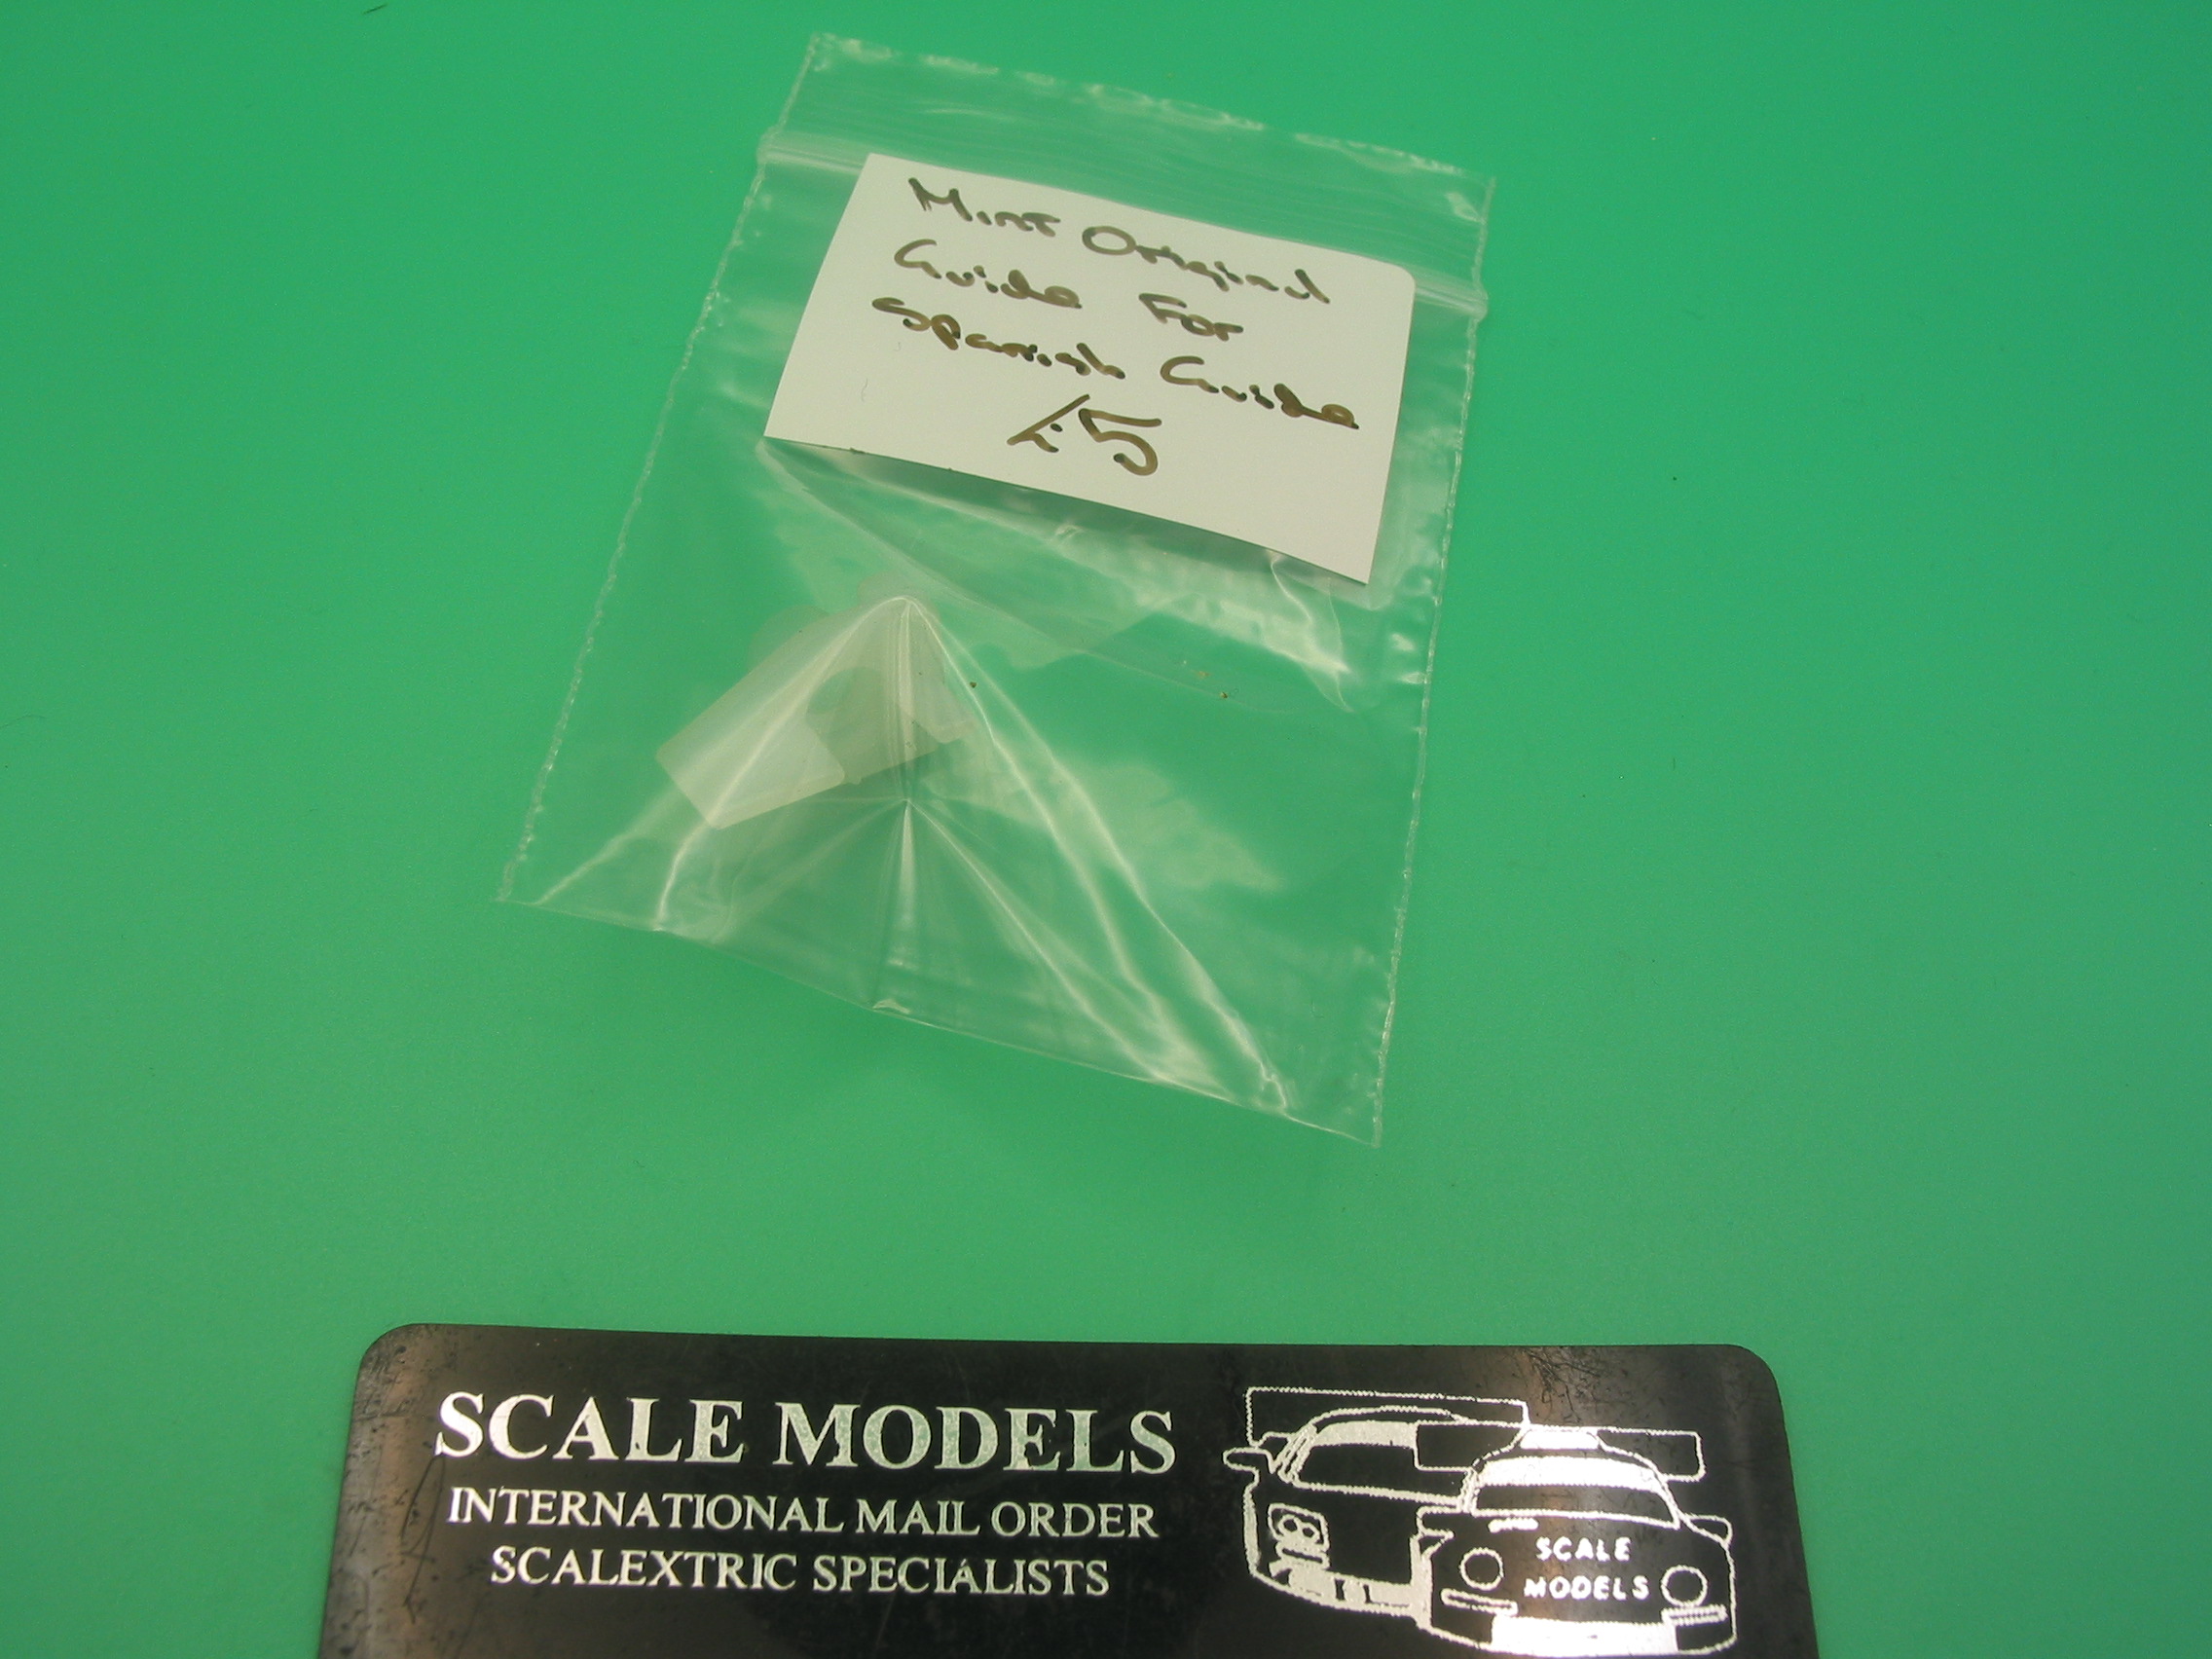 Mint Original
Guide For
Spanish Guide
£5
SCALE MODELS
INTERNATIONAL MAIL ORDER
SCALEXTRIC SPECIALISTS
SCALE
MODELS